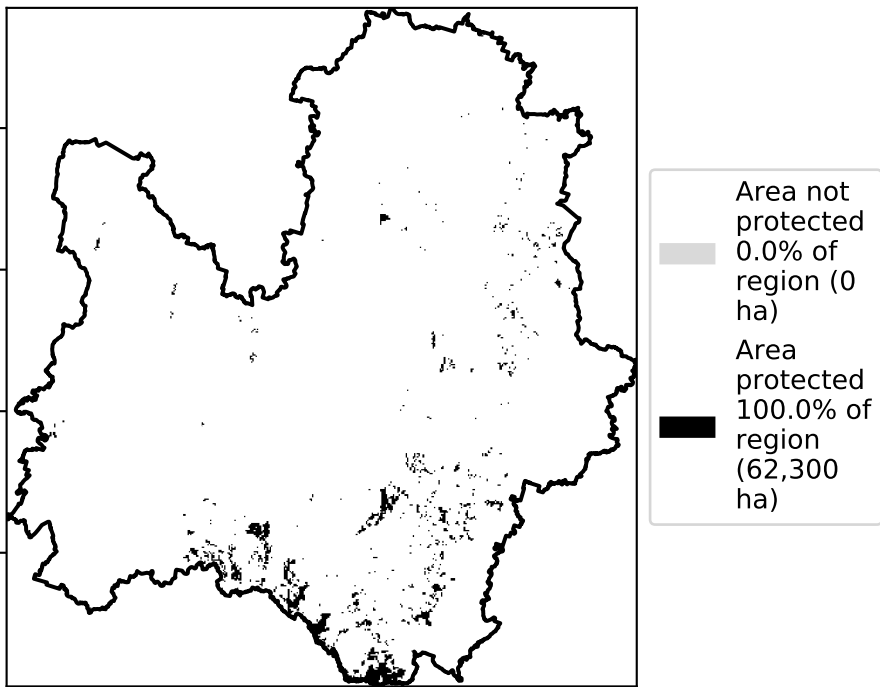 Area not
protected
0.0% of
region (0
ha)
Area
protected
100.0% of
region
(62,300
ha)